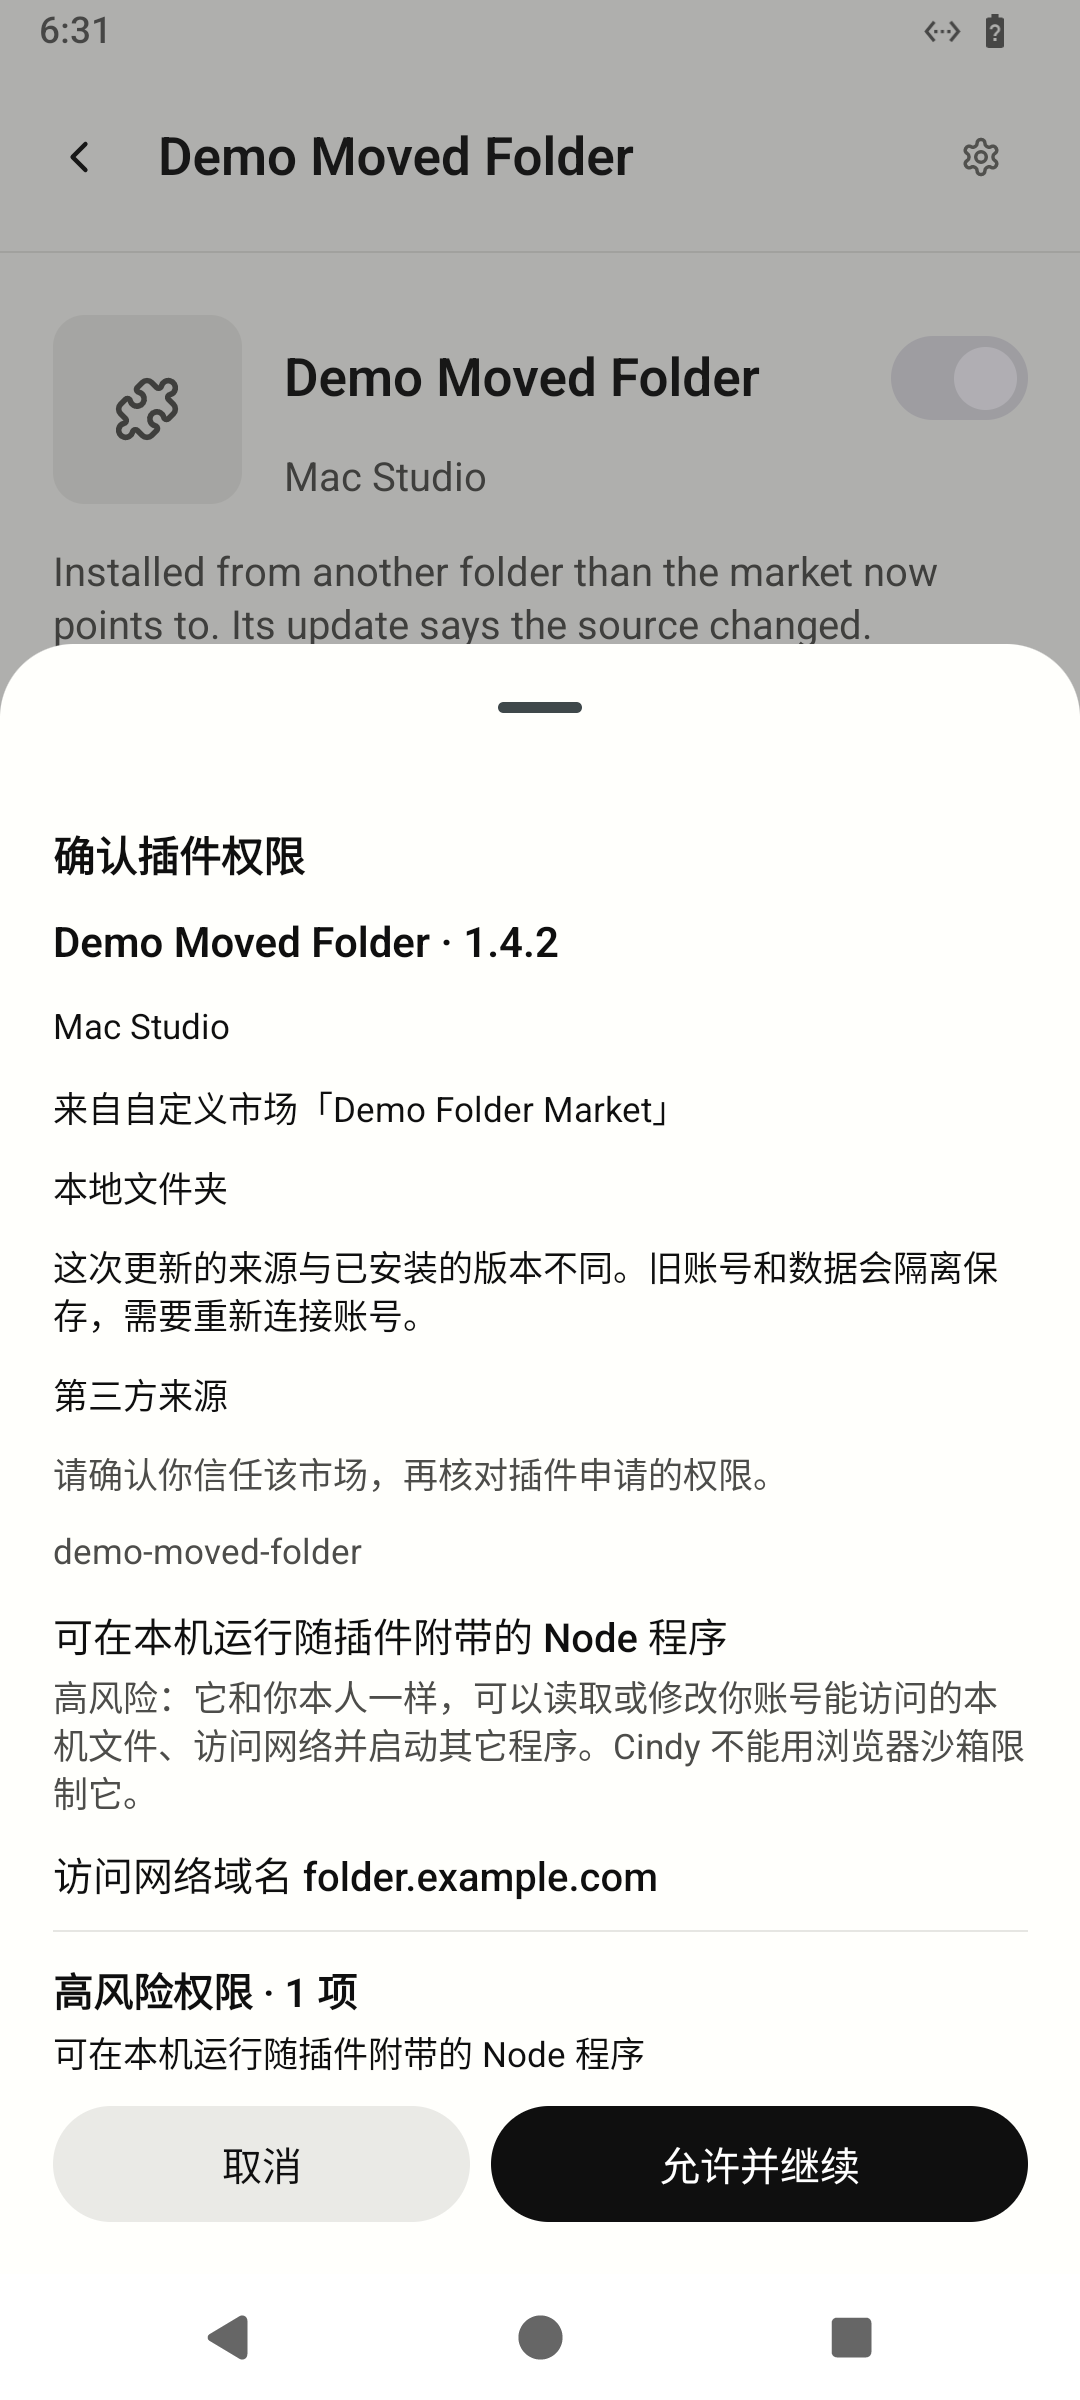 6:31
Demo Moved Folder
Demo Moved Folder
Mac Studio
Installed from another folder than the market now
points to. Its update says the source changed.
确认插件权限
Demo Moved Folder · 1.4.2
Mac Studio
来自自定义市场「Demo Folder Market」
本地文件夹
这次更新的来源与已安装的版本不同。旧账号和数据会隔离保
存，需要重新连接账号。
第三方来源
请确认你信任该市场，再核对插件申请的权限。
demo-moved-folder
可在本机运行随插件附带的 Node 程序
高风险：它和你本人一样，可以读取或修改你账号能访问的本
机文件、访问网络并启动其它程序。Cindy 不能用浏览器沙箱限
制它。
访问网络域名 folder.example.com
高风险权限 · 1 项
可在本机运行随插件附带的 Node 程序
取消
允许并继续